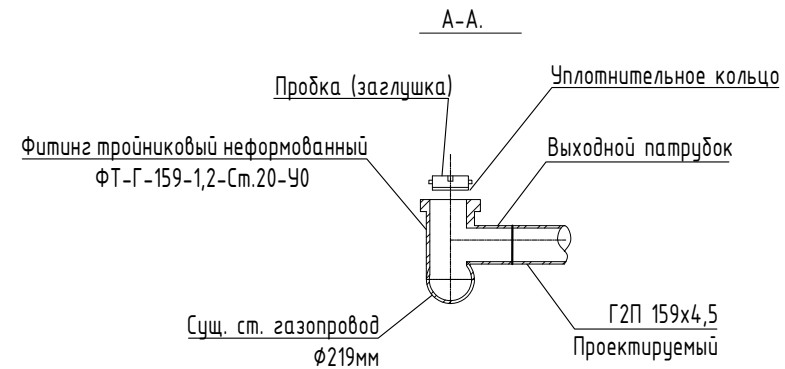 А-А.
Уплотнительное кольцо
Пробка (заглушка)
Фитинг тройниковый неформованный
ФТ-Г-159-1,2-Ст.20-У0
Выходной патрубок
Сущ. ст. газопровод
Ф219мм
Г2П 159х4,5
Проектируемый